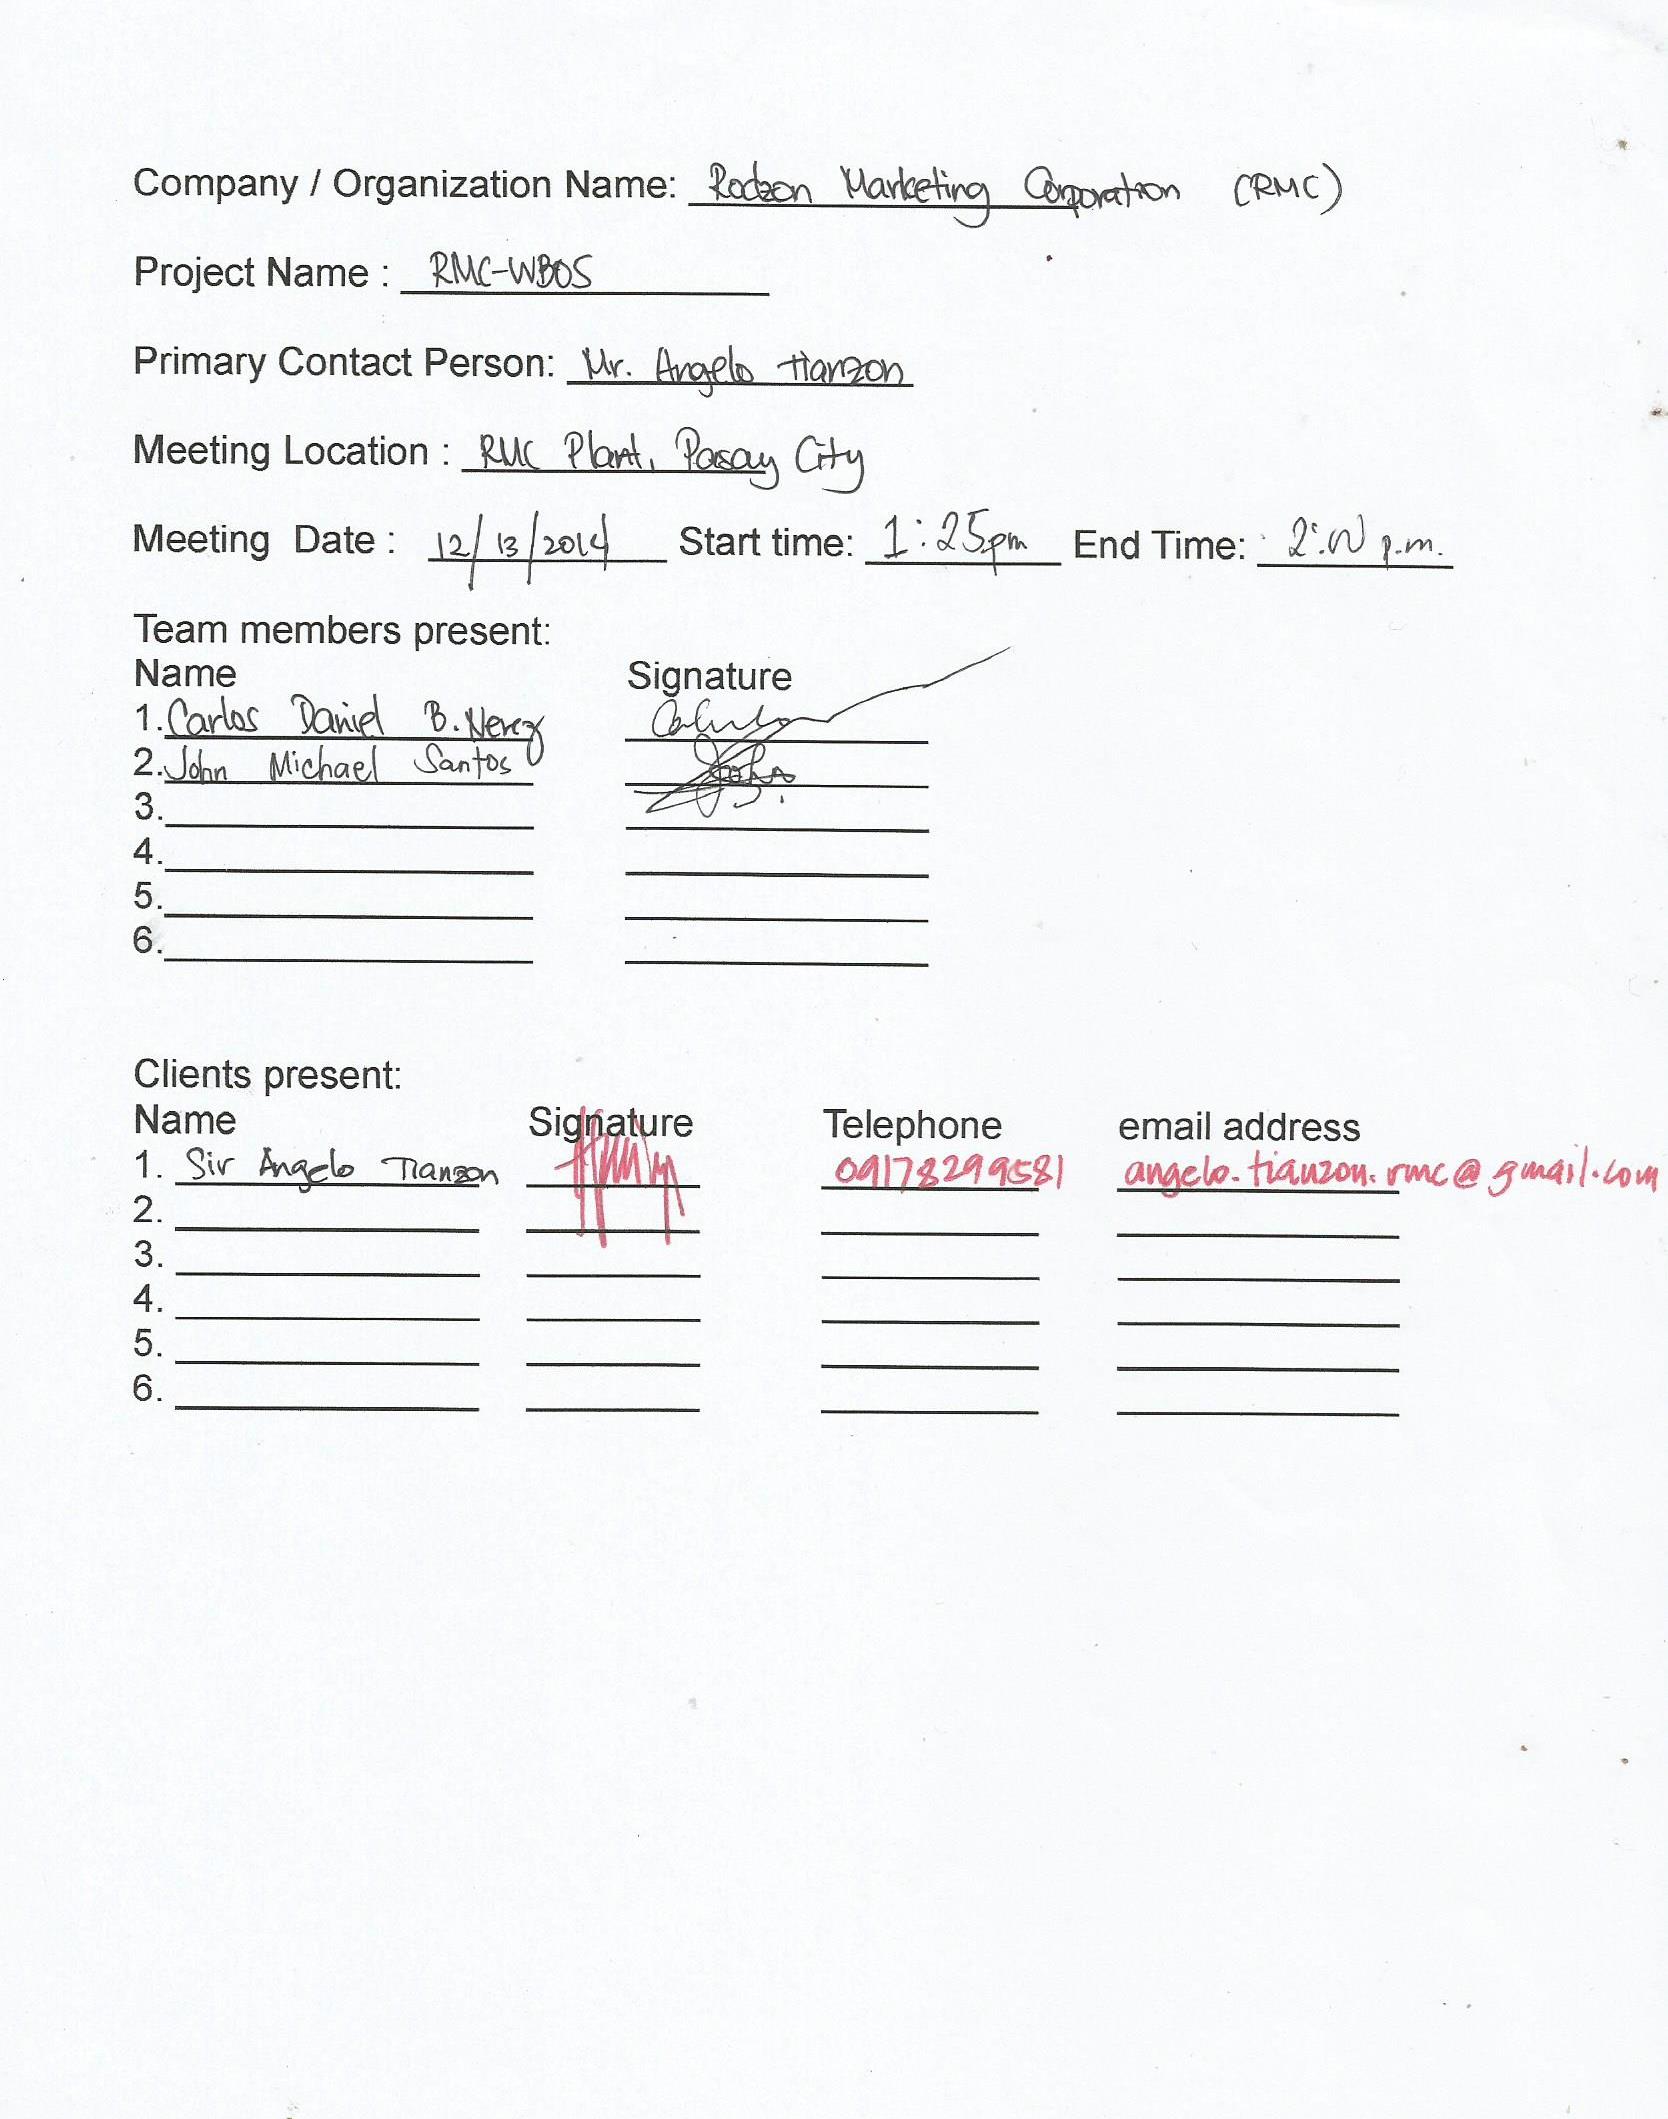 Company / Organization Name: Rodzon Marketing Corporation (RMC)
Project Name : RMC-WBOS
Primary Contact Person: Mr. Angelo Tianzon
Meeting Location : RMC Plant, Pasay City
Meeting Date : 12/13/2014 Start time: 1:25pm End Time: 2:00 p.m.
Team members present:
Name Signature
1. Carlos Daniel B. Nerez
2. John Michael Santos
3.
4.
5.
6.
Clients present:
Name Signature Telephone email address
1. Sir Angelo Tianzon 09178299581 angelo.tianzon.rmc@gmail.com
2.
3.
4.
5.
6.